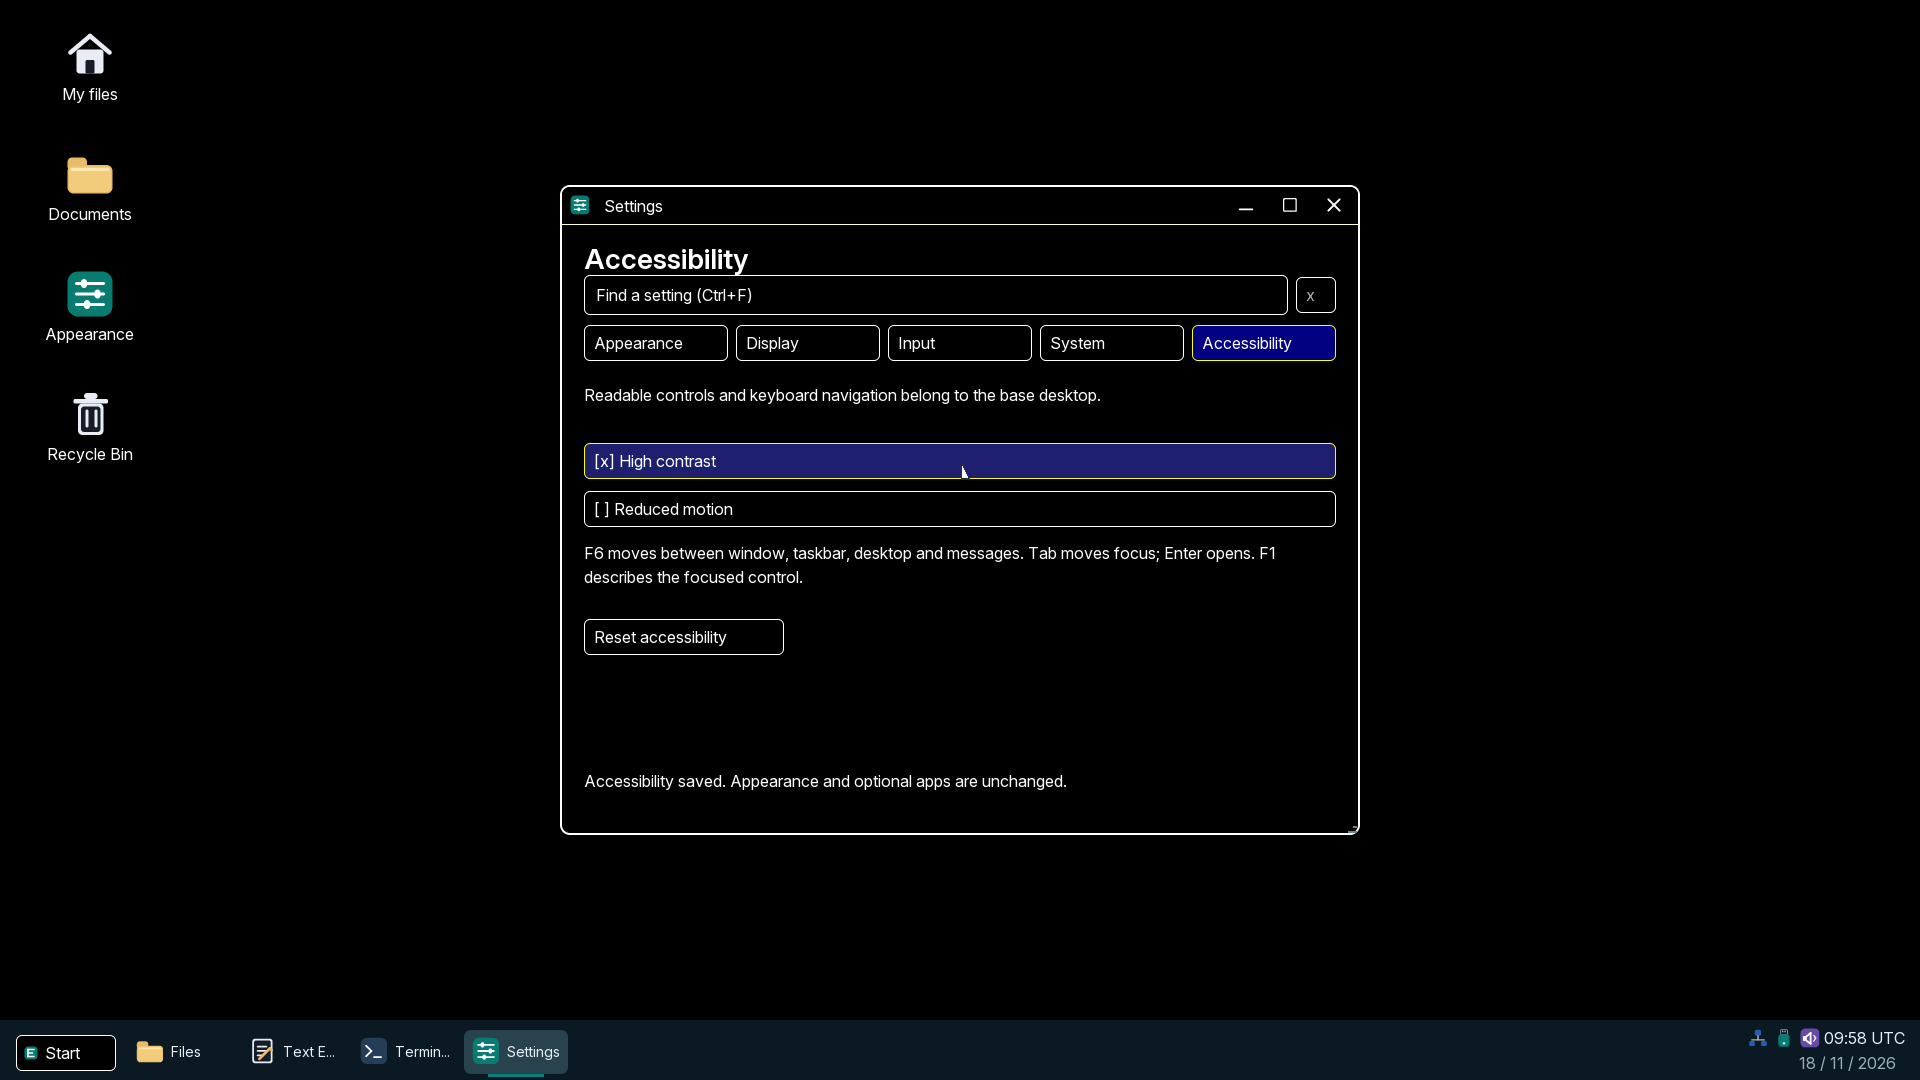 My files
Documents
Appearance
Recycle Bin
Settings
Accessibility
Find a setting (Ctrl+F)
x
Appearance
Display
Input
System
Accessibility
Readable controls and keyboard navigation belong to the base desktop.
[x] High contrast
[ ] Reduced motion
F6 moves between window, taskbar, desktop and messages. Tab moves focus; Enter opens. F1
describes the focused control.
Reset accessibility
Accessibility saved. Appearance and optional apps are unchanged.
E Start
Files
Text E...
Termin...
Settings
09:58 UTC
18 / 11 / 2026